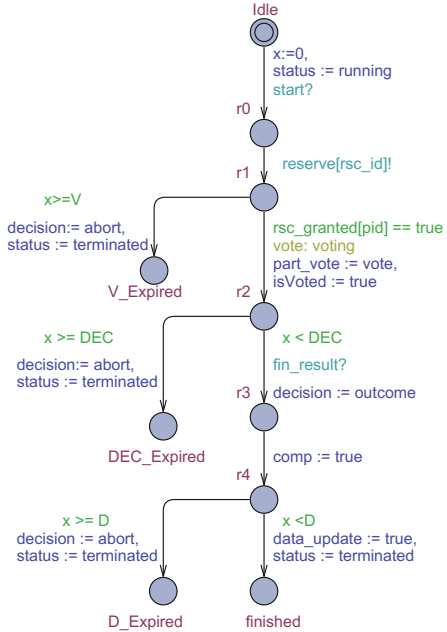 Idle
x:=0,
status := running
start?
r0
reserve[rsc_id]!
r1
x>=V
decision:= abort,
status := terminated
V_Expired
rsc_granted[pid] == true
vote: voting
part_vote := vote,
isVoted := true
r2
x >= DEC
decision:= abort,
status := terminated
DEC_Expired
x < DEC
fin_result?
r3
decision := outcome
comp := true
r4
x >= D
decision := abort,
status := terminated
D_Expired
x <D
data_update := true,
status := terminated
finished